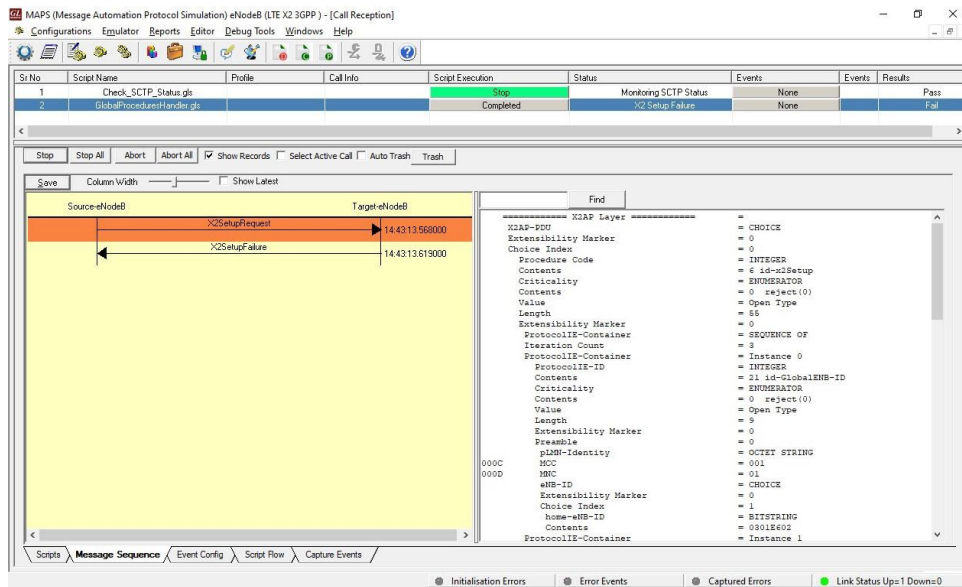 GL MAPS (Message Automation Protocol Simulation) eNodeB (LTE X2 3GPP ) - [Call Reception]
Configurations Emulator Reports Editor Debug Tools Windows Help
Sr No Script Name Profile Call Info Script Execution Status Events Events Results
1 Check_SCTP_Status.gls Stop Monitoring SCTP Status None Pass
2 GlobalProceduresHandler.gls Completed X2 Setup Failure None Fail
Stop Stop All Abort Abort All Show Records Select Active Call Auto Trash Trash
Save Column Width Show Latest
Find
Source-eNodeB Target-eNodeB
X2SetupRequest
14:43:13.568000
X2SetupFailure
14:43:13.619000
============ X2AP Layer ============ =
X2AP-PDU = CHOICE
Extensibility Marker = 0
Choice Index = 0
Procedure Code = INTEGER
Contents = 6 id-x2Setup
Criticality = ENUMERATOR
Contents = 0 reject(0)
Value = Open Type
Length = 55
Extensibility Marker = 0
ProtocolIE-Container = SEQUENCE OF
Iteration Count = 3
ProtocolIE-Container = Instance 0
ProtocolIE-ID = INTEGER
Contents = 21 id-GlobalENB-ID
Criticality = ENUMERATOR
Contents = 0 reject(0)
Value = Open Type
Length = 9
Extensibility Marker = 0
Preamble = 0
pLMN-Identity = OCTET STRING
000C MCC = 001
000D MNC = 01
eNB-ID = CHOICE
Extensibility Marker = 0
Choice Index = 1
home-eNB-ID = BITSTRING
Contents = 0301E602
ProtocolIE-Container = Instance 1
Scripts Message Sequence Event Config Script Flow Capture Events
Initialisation Errors Error Events Captured Errors Link Status Up=1 Down=0